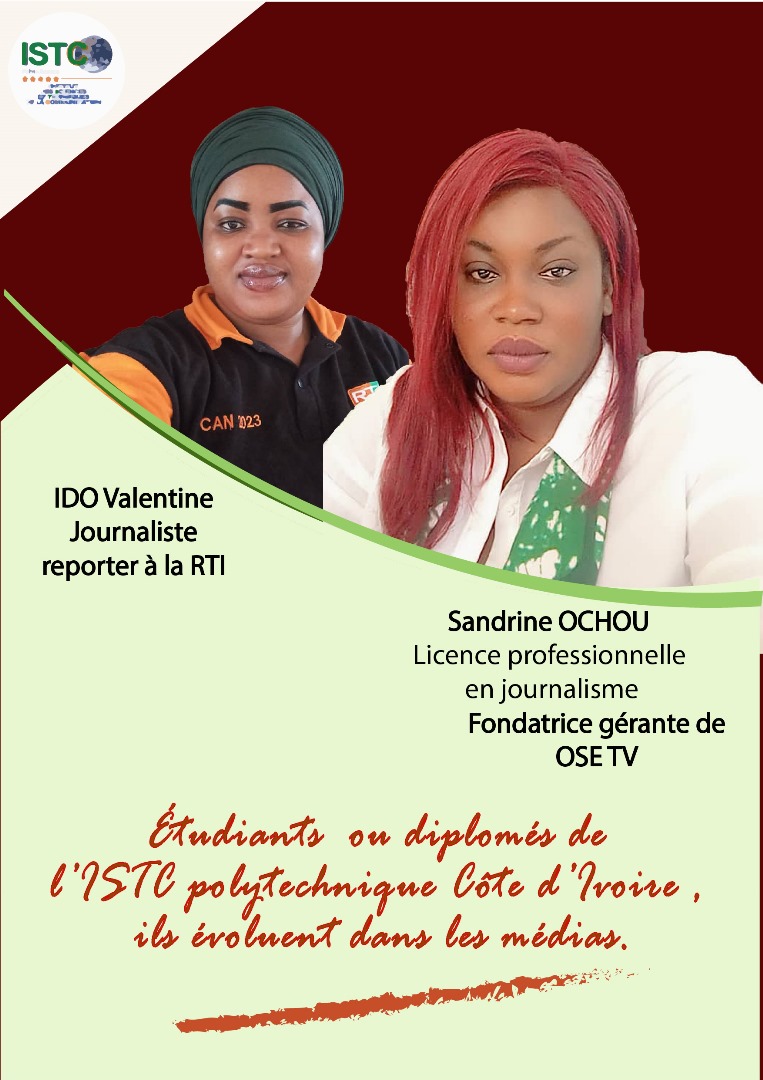 ISTC
CAN 2023
IDO Valentine
Journaliste
reporter à la RTI
Sandrine OCHOU
Licence professionnelle
en journalisme
Fondatrice gérante de
OSE TV
Étudiants ou diplomés de
l'ISTC polytechnique Côte d'Ivoire ,
ils évoluent dans les médias.